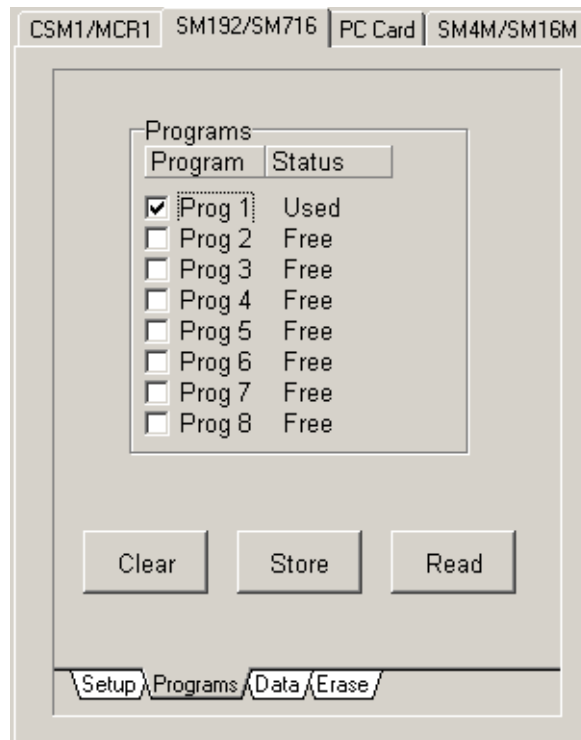 CSM1/MCR1 SM192/SM716 PC Card SM4M/SM16M
Programs
Program Status
Prog 1 Used
Prog 2 Free
Prog 3 Free
Prog 4 Free
Prog 5 Free
Prog 6 Free
Prog 7 Free
Prog 8 Free
Clear Store Read
Setup Programs Data Erase